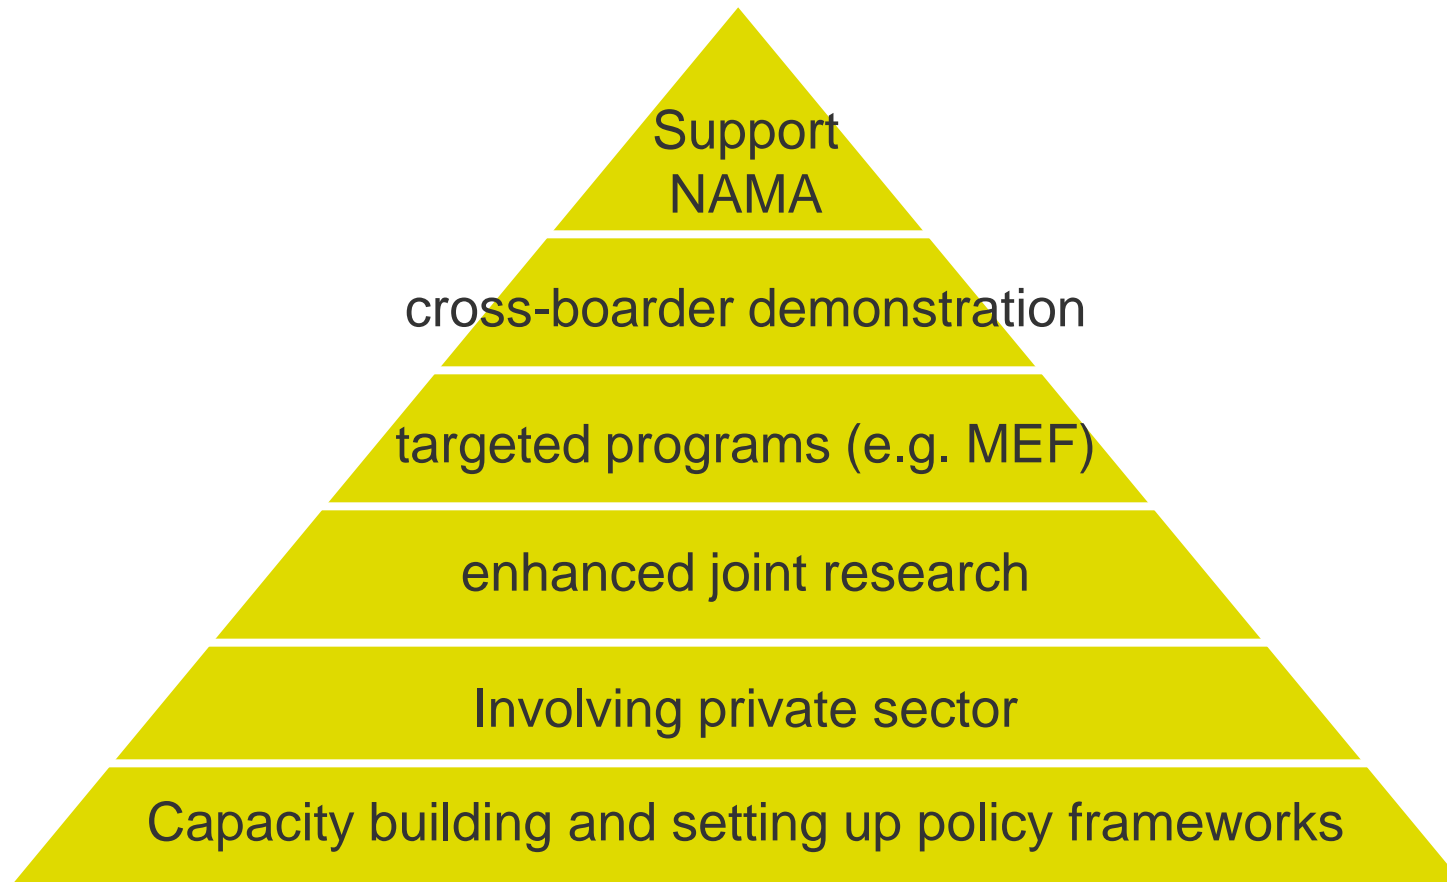 Support
NAMA
cross-boarder demonstration
targeted programs (e.g. MEF)
enhanced joint research
Involving private sector
Capacity building and setting up policy frameworks